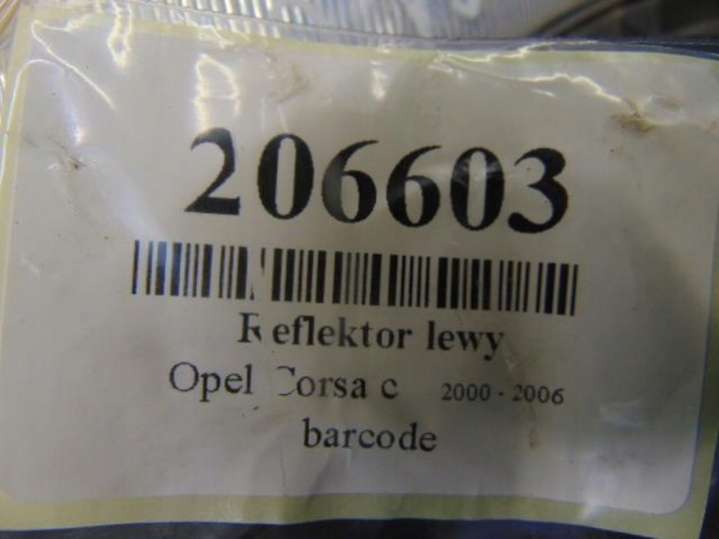 206603
Reflektor lewy
Opel Corsa c 2000 - 2006
barcode